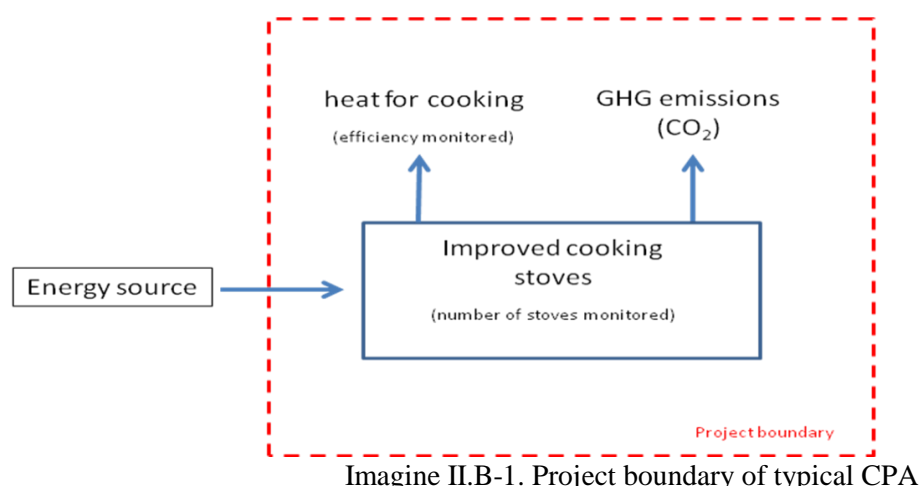 heat for cooking
(efficiency monitored)
GHG emissions
(CO₂)
Improved cooking
stoves
(number of stoves monitored)
Energy source
Project boundary
Imagine II.B-1. Project boundary of typical CPA